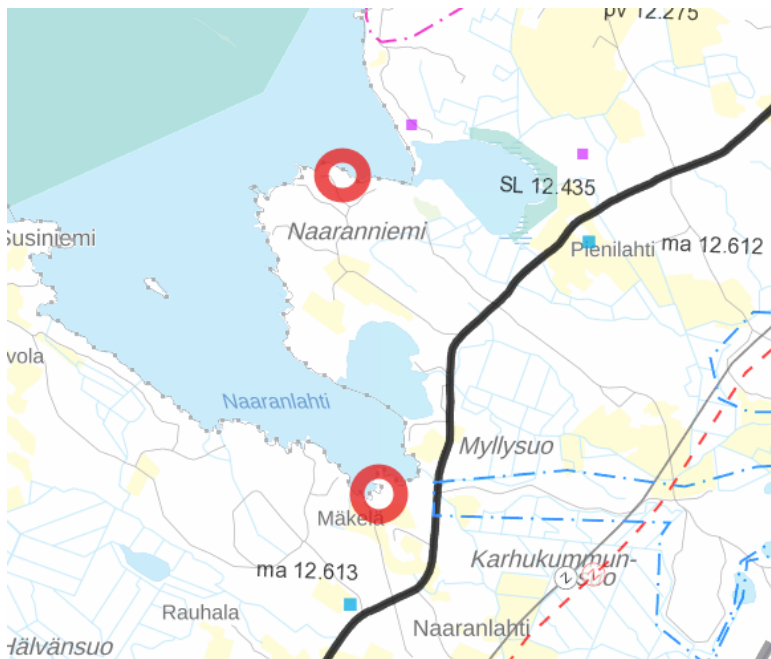 pv 12.275
SL 12.435
Naaranniemi
Susiniemi
Pienilahti
ma 12.612
vola
Naaranlahti
Myllysuo
Mäkelä
Karhukummun-
suo
ma 12.613
Rauhala
Naaranlahti
Hälvänsuo